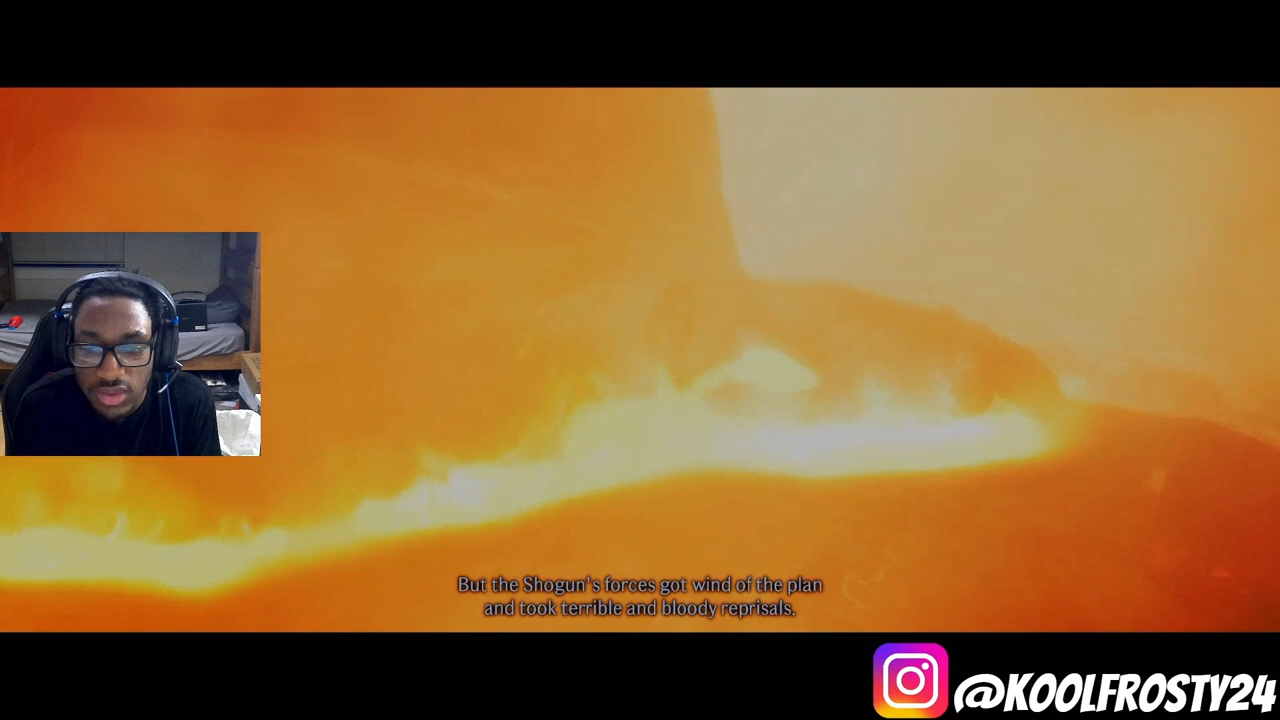 But the Shogun's forces got wind of the plan
and took terrible and bloody reprisals.
@KOOLFROSTY24